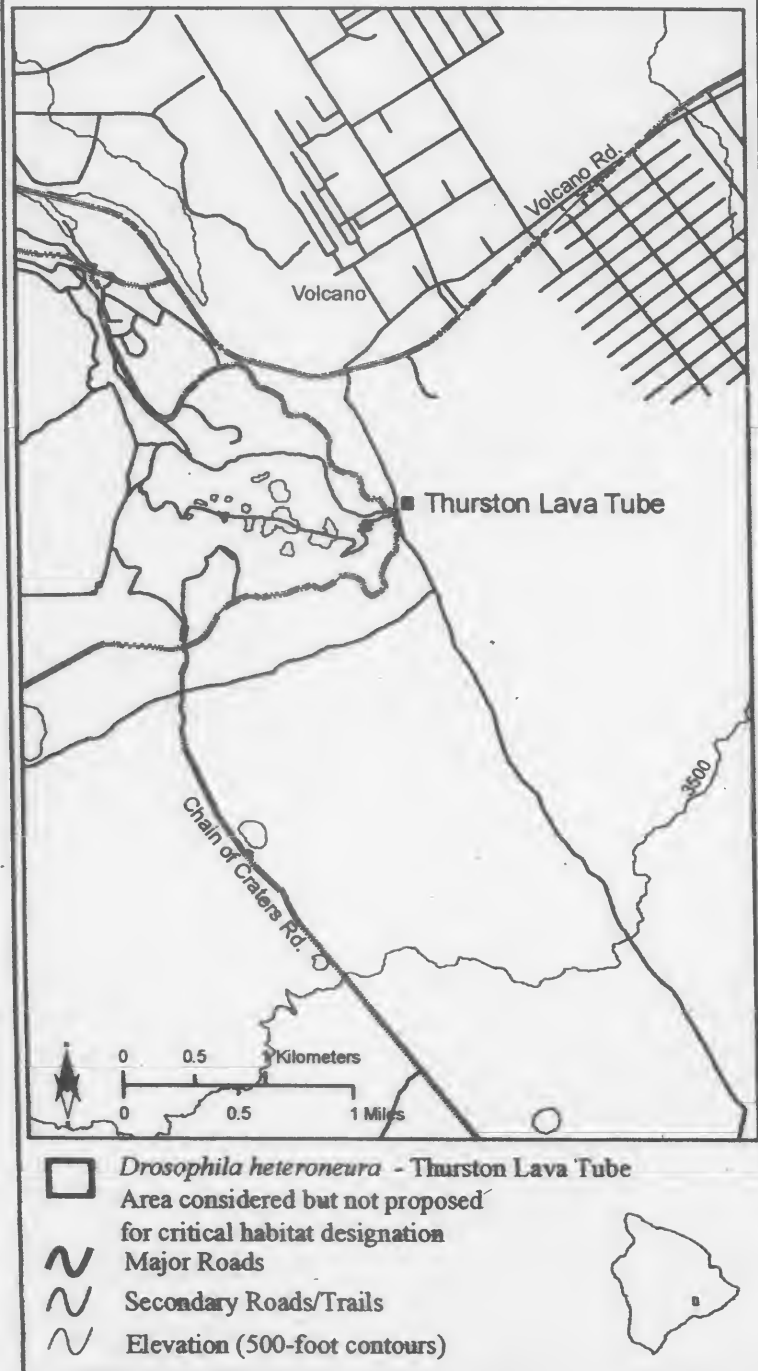 Volcano Rd.
Volcano
Thurston Lava Tube
3500
Chain of Craters Rd.
0 0.5 1 Kilometers
0 0.5 1 Miles
Drosophila heteroneura - Thurston Lava Tube
Area considered but not proposed
for critical habitat designation
Major Roads
Secondary Roads/Trails
Elevation (500-foot contours)